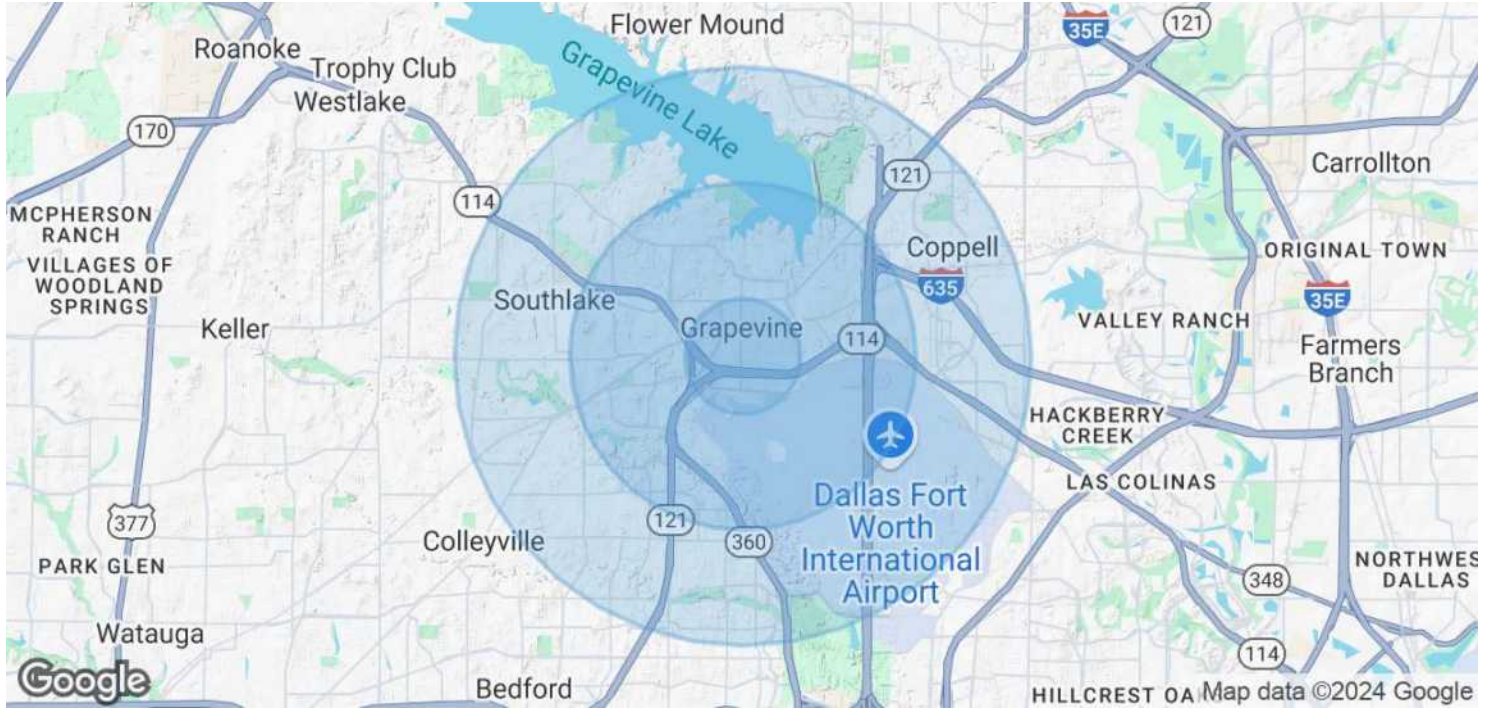 Flower Mound
121
35E
Roanoke
Trophy Club
Westlake
Grapevine Lake
170
Carrollton
121
114
MCPHERSON
RANCH
ORIGINAL TOWN
Coppell
VILLAGES OF
WOODLAND
SPRINGS
635
35E
Southlake
Keller
Grapevine
VALLEY RANCH
114
Farmers
Branch
HACKBERRY
CREEK
LAS COLINAS
Dallas Fort
Worth
International
Airport
377
121
Colleyville
360
PARK GLEN
NORTHWES
DALLAS
348
Watauga
114
Google
Bedford
HILLCREST OA
Map data ©2024 Google